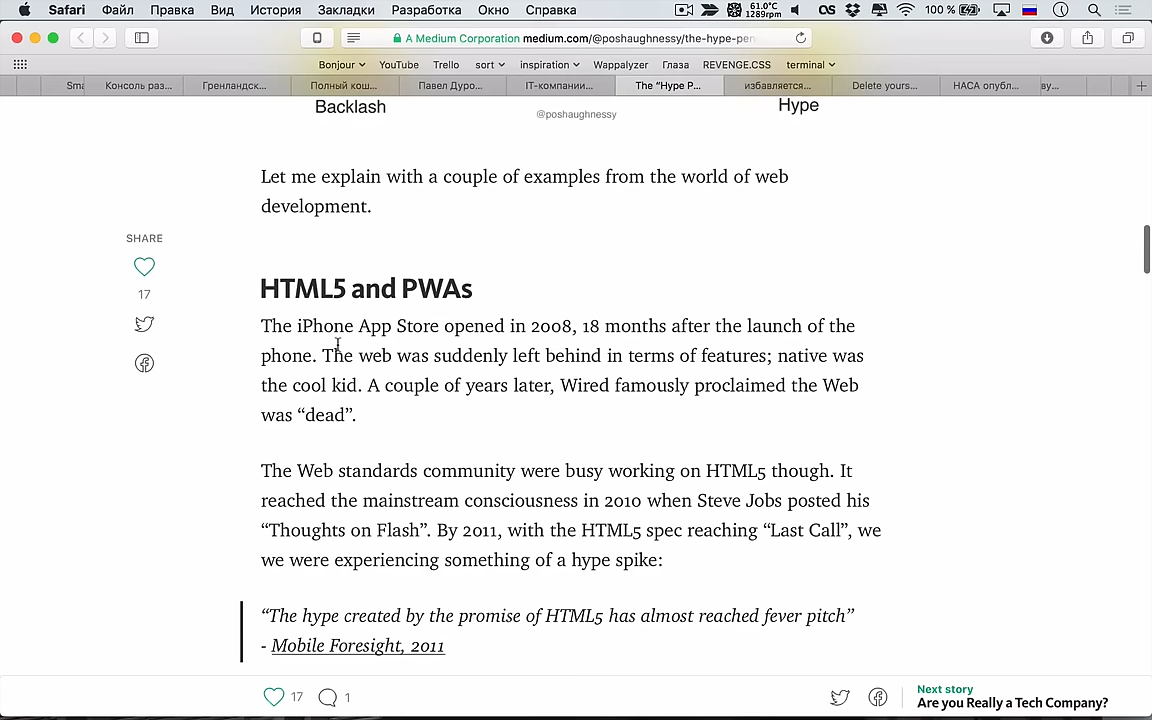 Safari Файл Правка Вид История Закладки Разработка Окно Справка 61.0°C 1289rpm 100 %
A Medium Corporation medium.com/@poshaughnessy/the-hype-pen
Bonjour YouTube Trello sort inspiration Wappalyzer Глаза REVENGE.CSS terminal
Sma Консоль раз... Гренландск... Полный кош... Павел Дуро... IT-компании... The “Hype P... избавляется... Delete yours... НАСА опубл... ву...
Backlash Hype
@poshaughnessy
Let me explain with a couple of examples from the world of web
development.
SHARE
17
HTML5 and PWAs
The iPhone App Store opened in 2008, 18 months after the launch of the
phone. The web was suddenly left behind in terms of features; native was
the cool kid. A couple of years later, Wired famously proclaimed the Web
was “dead”.
The Web standards community were busy working on HTML5 though. It
reached the mainstream consciousness in 2010 when Steve Jobs posted his
“Thoughts on Flash”. By 2011, with the HTML5 spec reaching “Last Call”, we
we were experiencing something of a hype spike:
“The hype created by the promise of HTML5 has almost reached fever pitch”
- Mobile Foresight, 2011
17 1
Next story
Are you Really a Tech Company?